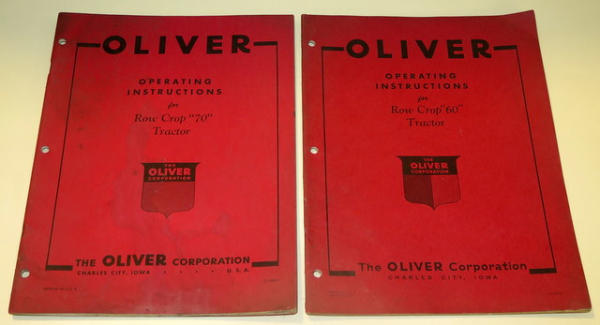 OLIVER
OPERATING
INSTRUCTIONS
for
Row Crop "70"
Tractor
THE
OLIVER
CORPORATION
THE OLIVER CORPORATION
CHARLES CITY, IOWA . . . . U.S.A.
OLIVER
OPERATING
INSTRUCTIONS
for
Row Crop "60"
Tractor
THE
OLIVER
CORPORATION
The OLIVER Corporation
CHARLES CITY, IOWA